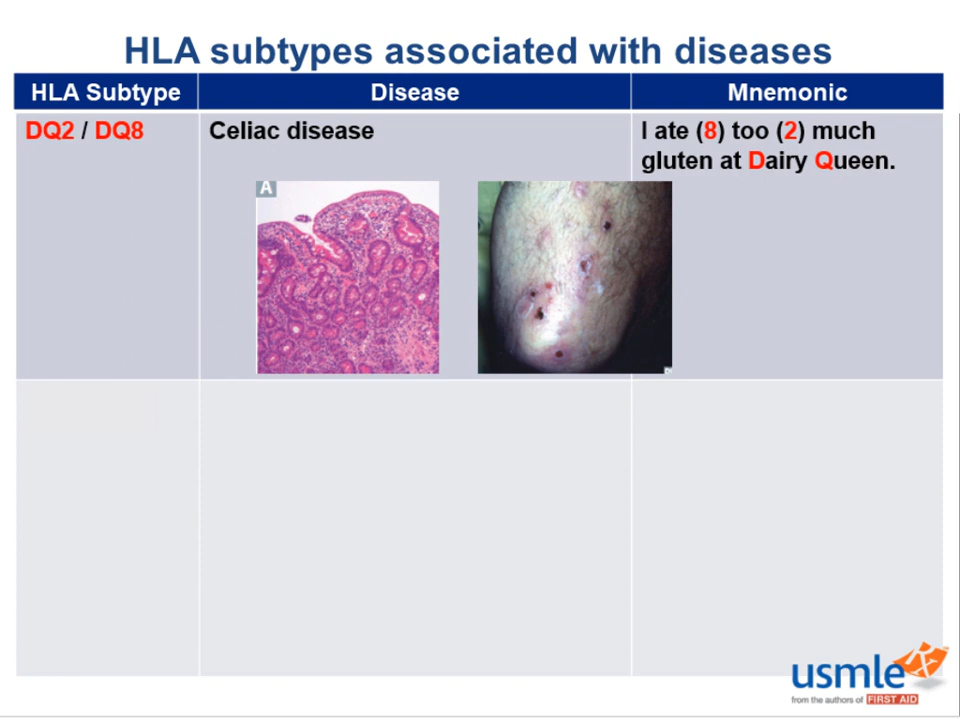 HLA subtypes associated with diseases
HLA Subtype Disease Mnemonic
DQ2 / DQ8 Celiac disease I ate (8) too (2) much
gluten at Dairy Queen.
A
usmle Rx
from the authors of FIRST AID